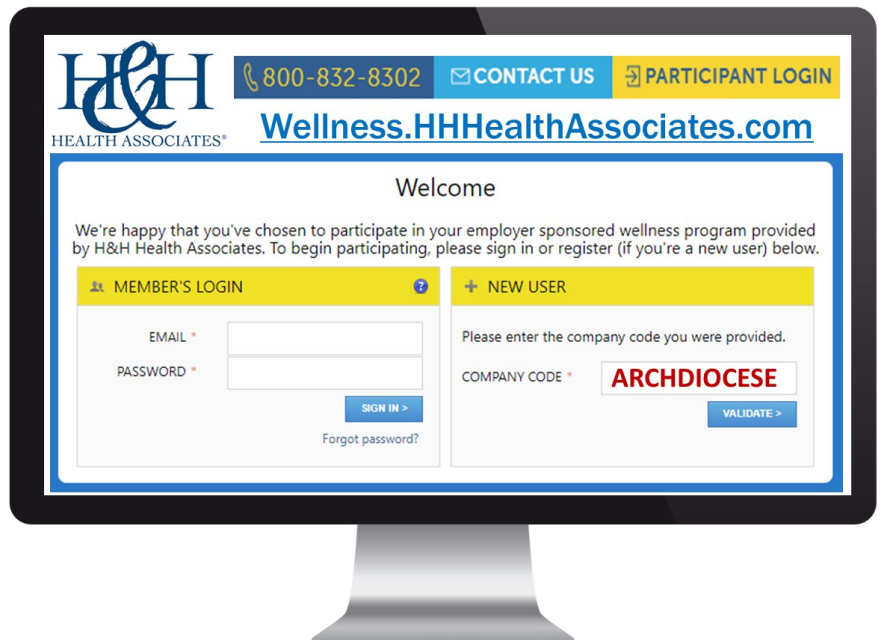 H&H
HEALTH ASSOCIATES®
800-832-8302
CONTACT US
PARTICIPANT LOGIN
Wellness.HHHealthAssociates.com
Welcome
We're happy that you've chosen to participate in your employer sponsored wellness program provided
by H&H Health Associates. To begin participating, please sign in or register (if you're a new user) below.
MEMBER'S LOGIN ?
EMAIL *
PASSWORD *
SIGN IN >
Forgot password?
+ NEW USER
Please enter the company code you were provided.
COMPANY CODE * ARCHDIOCESE
VALIDATE >